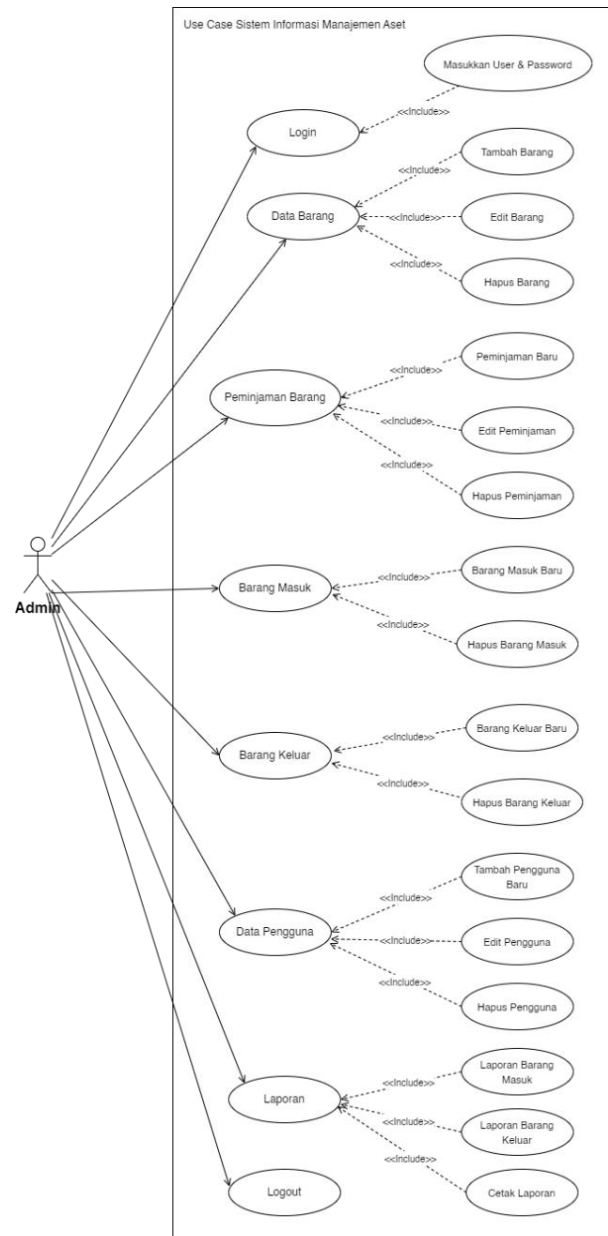 Use Case Sistem Informasi Manajemen Aset
Masukkan User & Password
<<Include>>
Login
Tambah Barang
<<Include>>
Data Barang
<<Include>>
Edit Barang
<<Include>>
Hapus Barang
<<Include>>
Peminjaman Baru
Peminjaman Barang
<<Include>>
Edit Peminjaman
<<Include>>
Hapus Peminjaman
Admin
Barang Masuk
<<Include>>
Barang Masuk Baru
<<Include>>
Hapus Barang Masuk
Barang Keluar
<<Include>>
Barang Keluar Baru
<<Include>>
Hapus Barang Keluar
Tambah Pengguna
Baru
<<Include>>
Data Pengguna
<<Include>>
Edit Pengguna
<<Include>>
Hapus Pengguna
Laporan Barang
Masuk
<<Include>>
Laporan
<<Include>>
Laporan Barang
Keluar
<<Include>>
Cetak Laporan
Logout